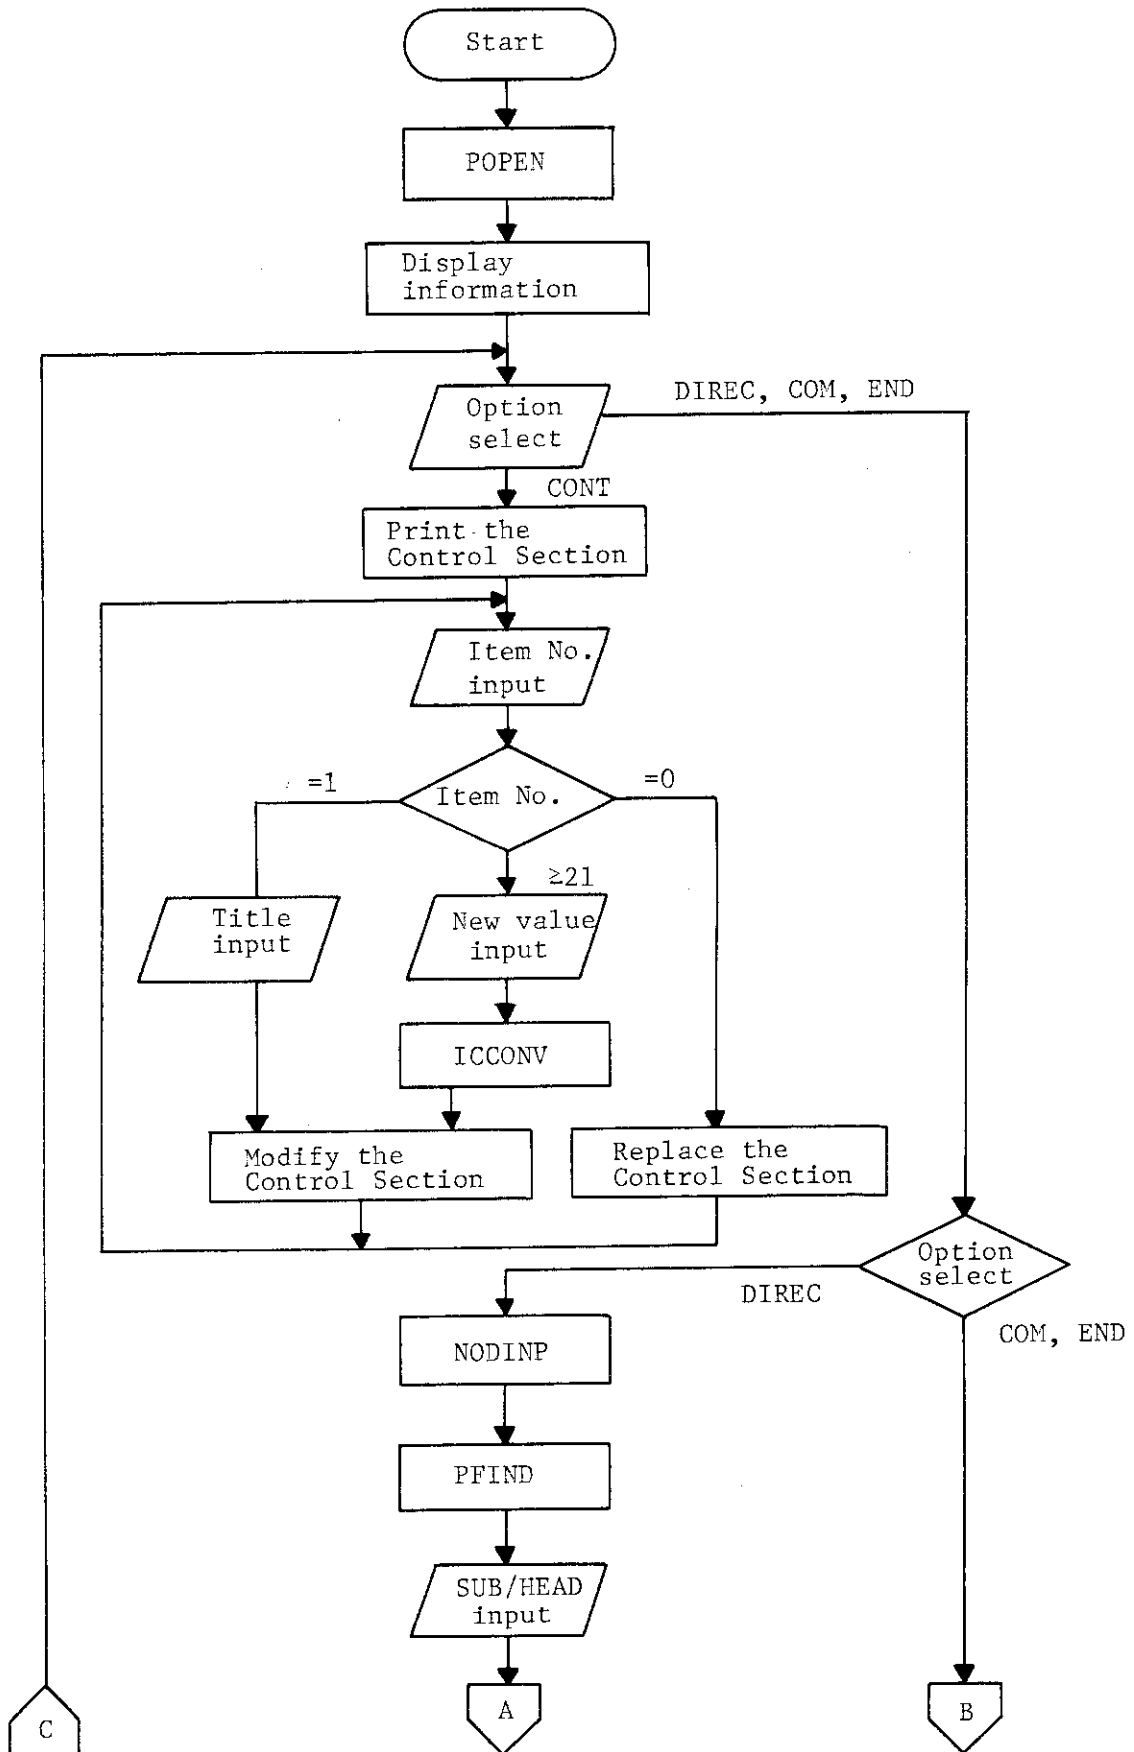 Start
POPEN
Display
information
Option
select
DIREC, COM, END
CONT
Print the
Control Section
Item No.
input
=1
Item No.
=0
≥21
Title
input
New value
input
ICCONV
Modify the
Control Section
Replace the
Control Section
Option
select
DIREC
COM, END
NODINP
PFIND
SUB/HEAD
input
C
A
B